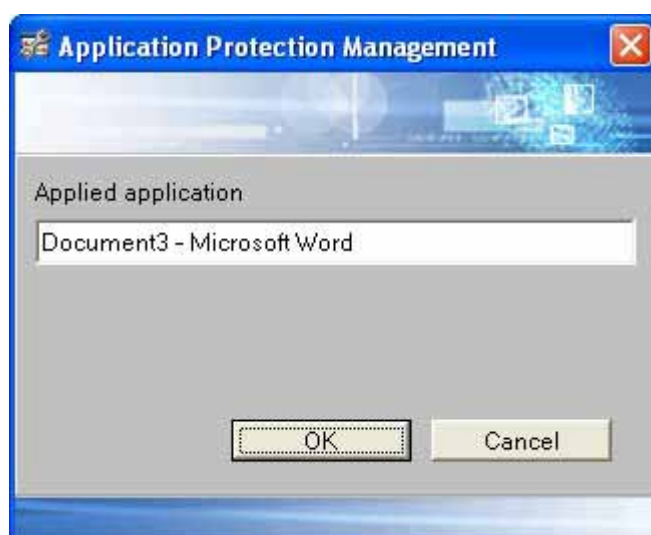 Application Protection Management
Applied application
Document3 - Microsoft Word
OK
Cancel